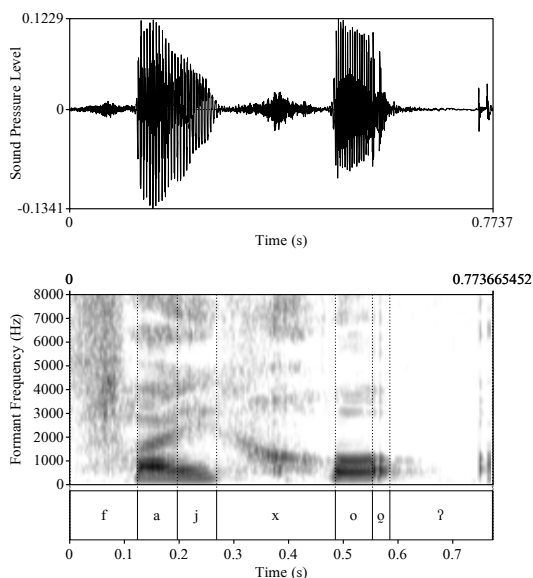 0.1229
Sound Pressure Level
0
-0.1341
0 0.7737
Time (s)
0 0.773665452
8000
7000
6000
5000
4000
3000
2000
1000
0
Formant Frequency (Hz)
f a j x o o̰ ʔ
0 0.1 0.2 0.3 0.4 0.5 0.6 0.7
Time (s)